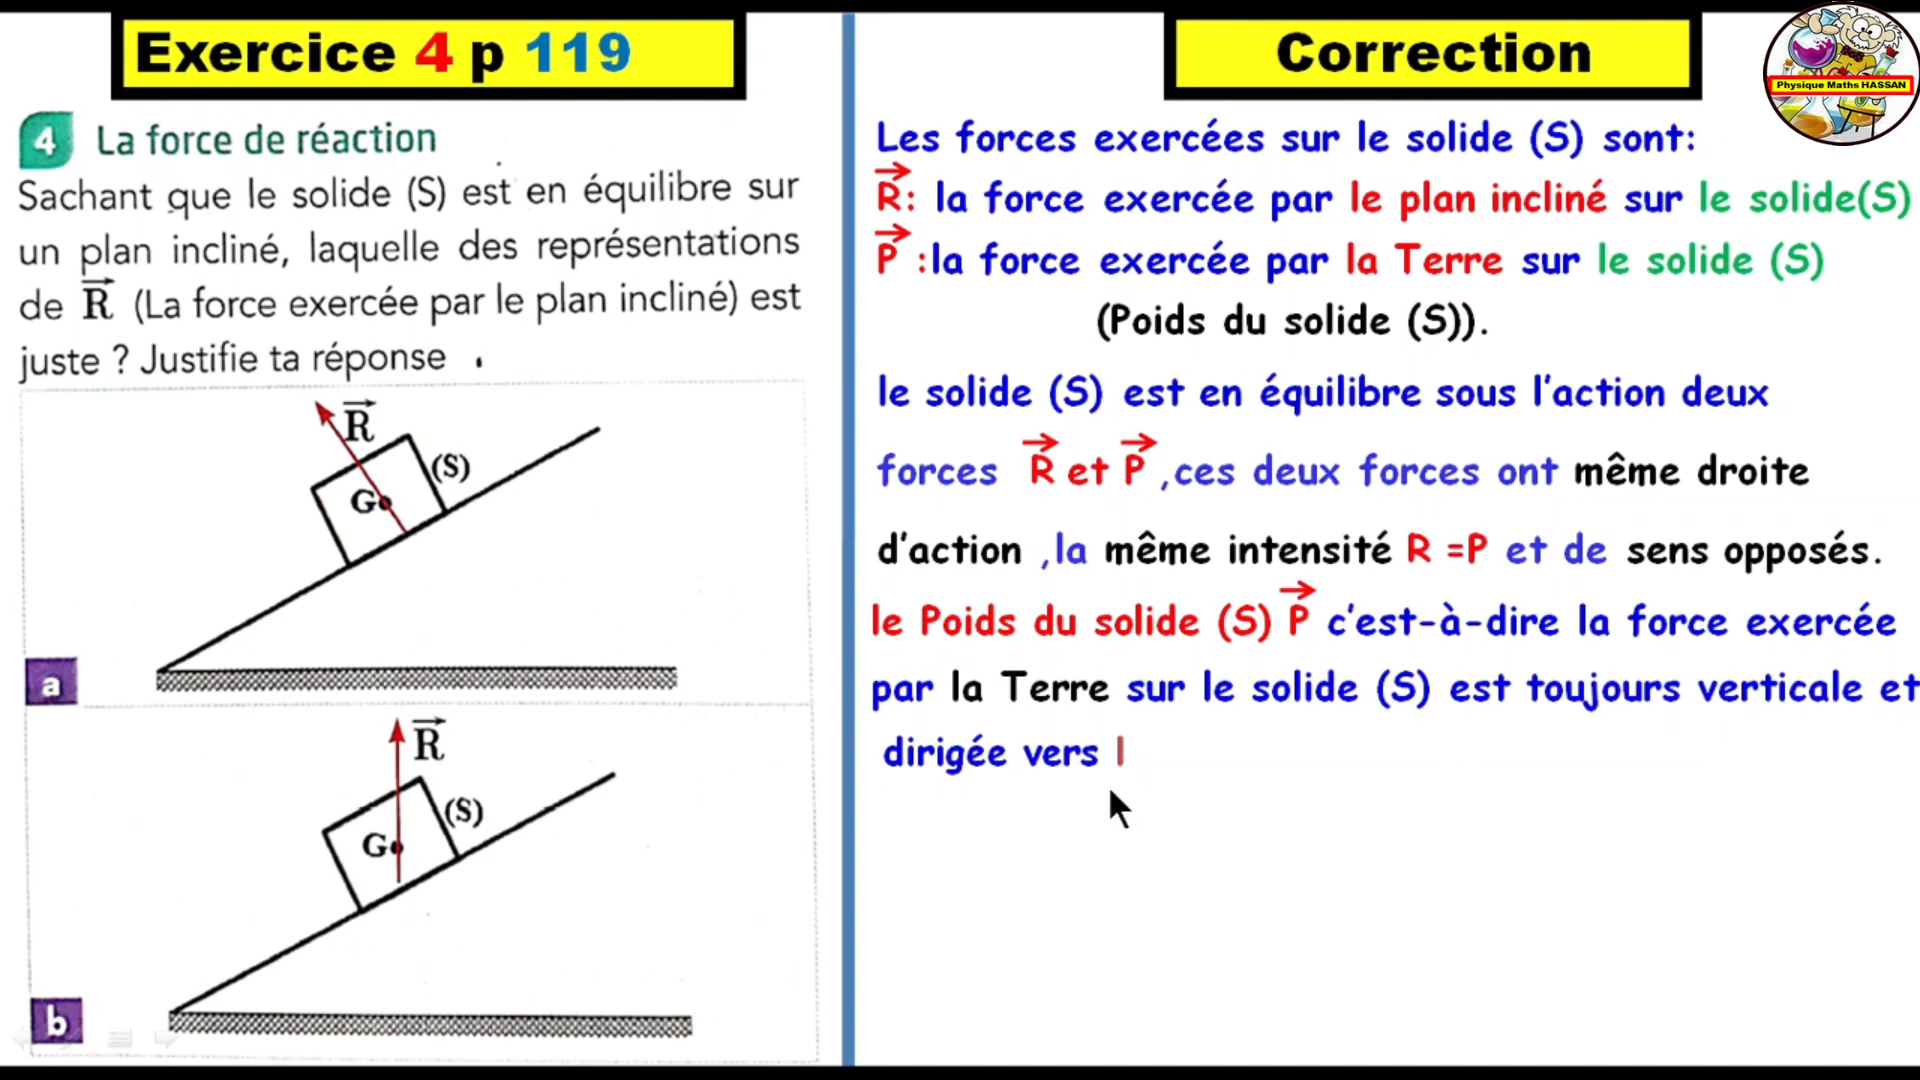 Exercice 4 p 119
4 La force de réaction
Sachant que le solide (S) est en équilibre sur
un plan incliné, laquelle des représentations
de R (La force exercée par le plan incliné) est
juste ? Justifie ta réponse .
R
(S)
G
a
R
(S)
G
b
Correction
Physique Maths HASSAN
Les forces exercées sur le solide (S) sont:
R: la force exercée par le plan incliné sur le solide(S)
P :la force exercée par la Terre sur le solide (S)
(Poids du solide (S)).
le solide (S) est en équilibre sous l'action deux
forces R et P ,ces deux forces ont même droite
d'action ,la même intensité R =P et de sens opposés.
le Poids du solide (S) P c'est-à-dire la force exercée
par la Terre sur le solide (S) est toujours verticale et
dirigée vers l